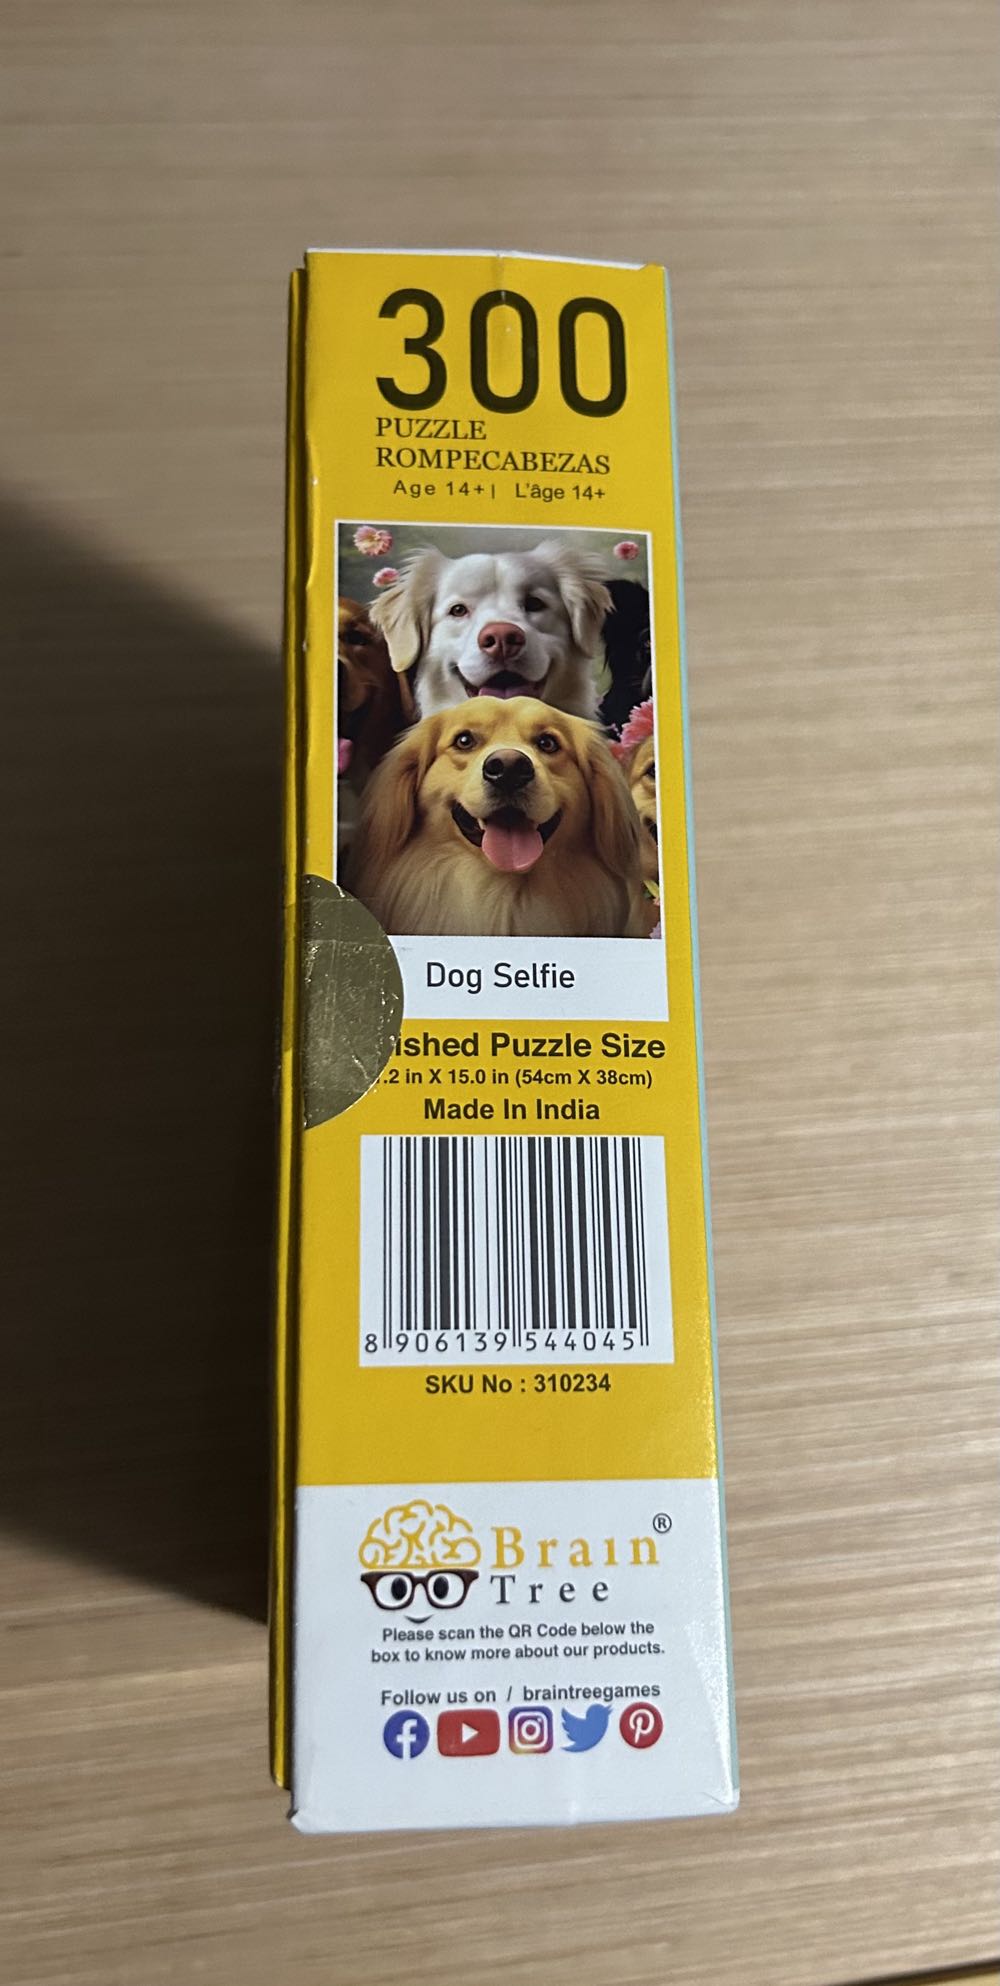 300
PUZZLE
ROMPECABEZAS
Age 14+| L'âge 14+
Dog Selfie
Puzzle Size
in X 15.0 in (54cm X 38cm)
Made In India
8 906139 544045
SKU No : 310234
Brain ®
Tree
Please scan the QR Code below the
box to know more about our products.
Follow us on / braintreegames